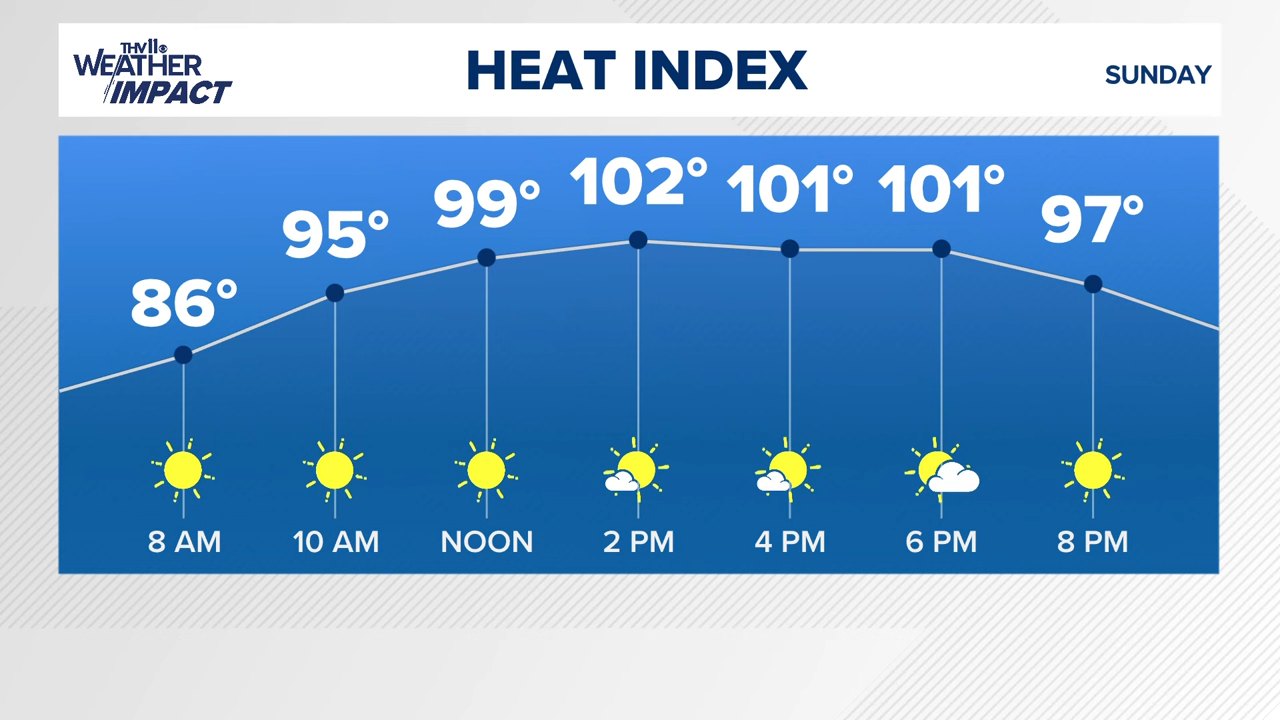 THV11
WEATHER
IMPACT
HEAT INDEX
SUNDAY
86° 95° 99° 102° 101° 101° 97°
8 AM 10 AM NOON 2 PM 4 PM 6 PM 8 PM